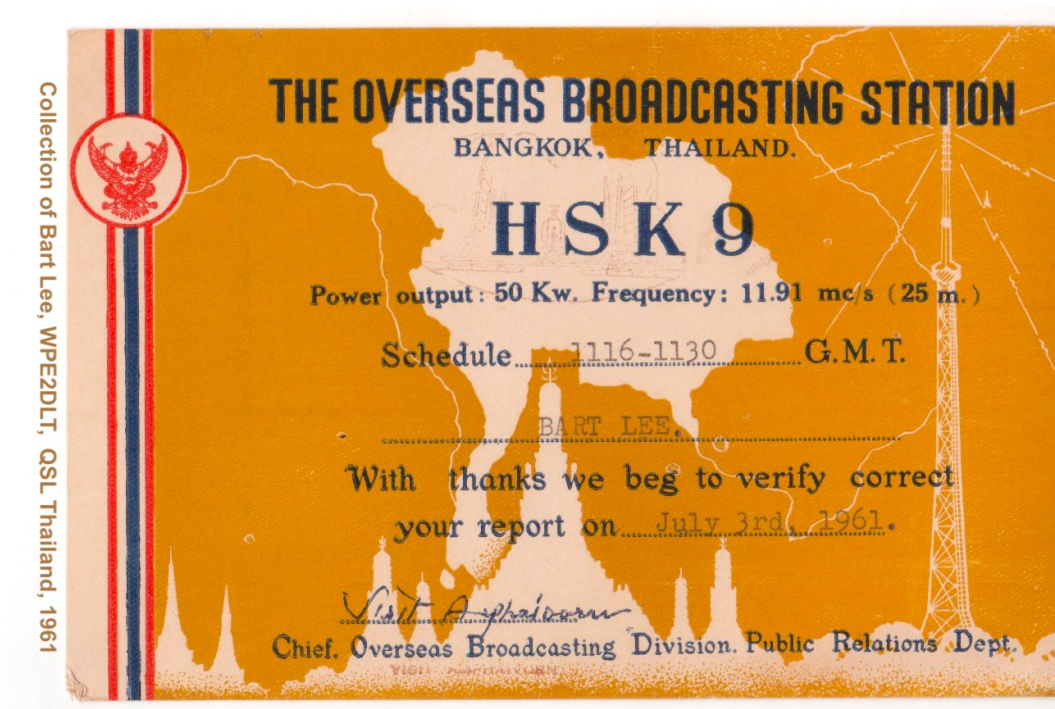 THE OVERSEAS BROADCASTING STATION
BANGKOK, THAILAND.
HSK9
Power output: 50 Kw. Frequency: 11.91 mc/s (25 m.)
Schedule 1116-1130 G.M.T.
BART LEE.
With thanks we beg to verify correct
your report on July 3rd, 1961.
Visit
Chief. Overseas Broadcasting Division. Public Relations Dept.
Collection of Bart Lee, WPE2DLT, QSL Thailand, 1961